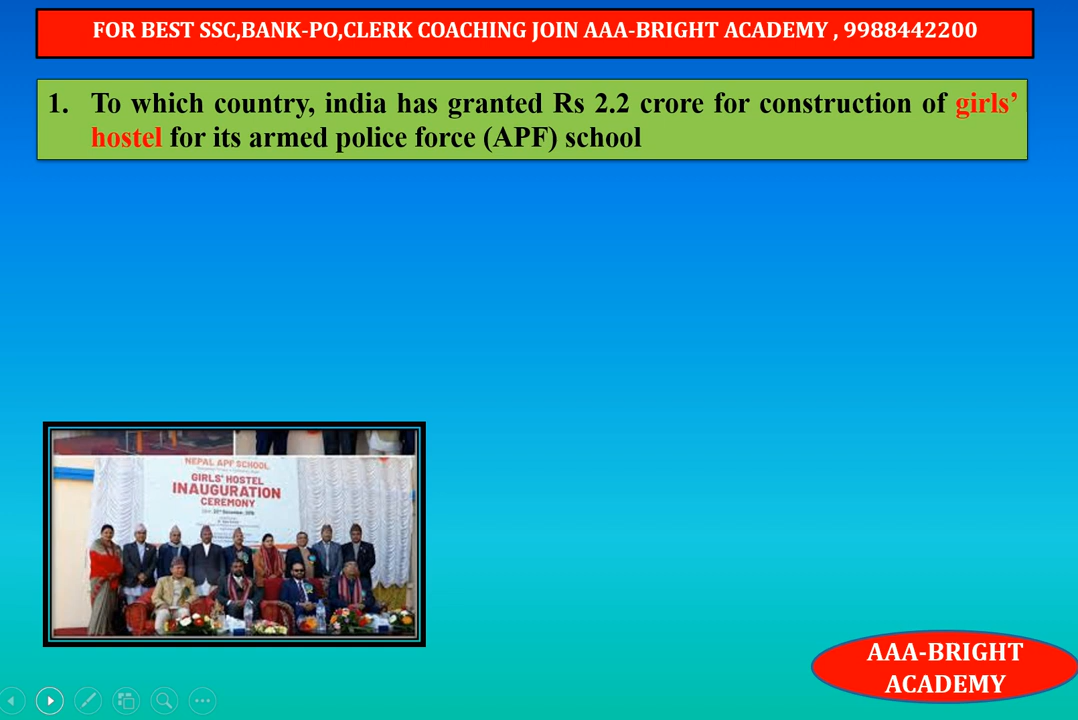 FOR BEST SSC,BANK-PO,CLERK COACHING JOIN AAA-BRIGHT ACADEMY , 9988442200
1. To which country, india has granted Rs 2.2 crore for construction of girls’
hostel for its armed police force (APF) school
NEPAL APF SCHOOL
GIRLS' HOSTEL
INAUGURATION
CEREMONY
AAA-BRIGHT
ACADEMY